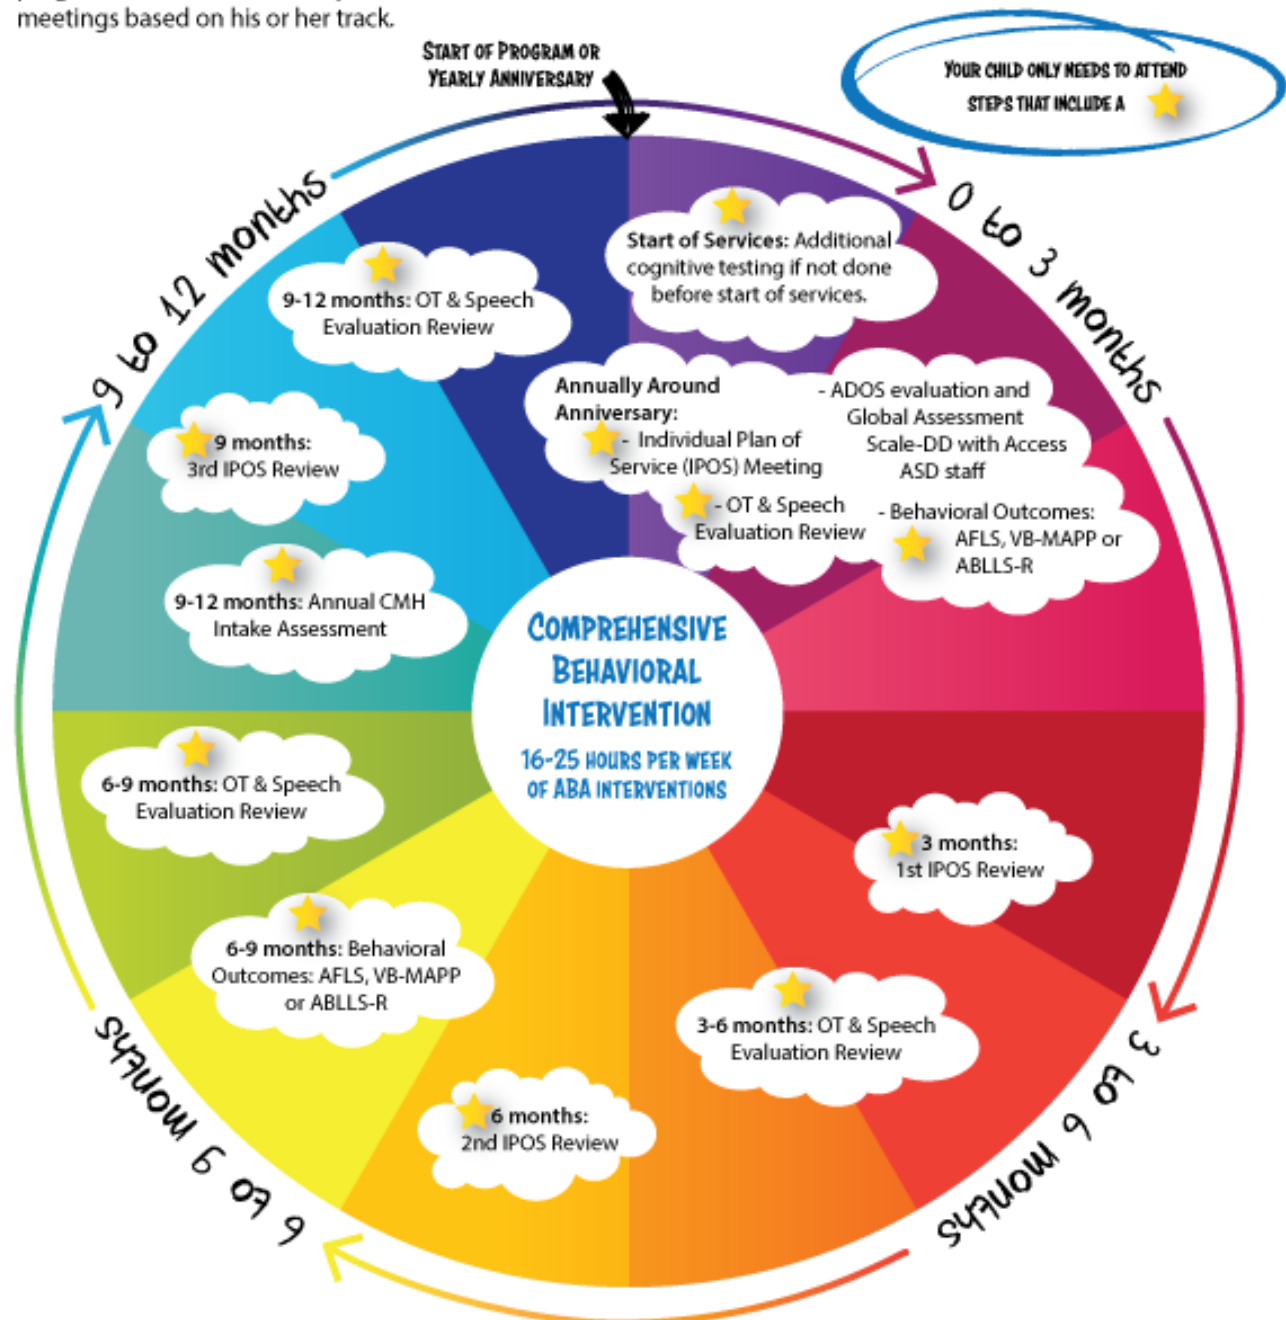 meetings based on his or her track.
START OF PROGRAM OR
YEARLY ANNIVERSARY
YOUR CHILD ONLY NEEDS TO ATTEND
STEPS THAT INCLUDE A
0 to 3 months
Start of Services: Additional
cognitive testing if not done
before start of services.
Annually Around
Anniversary:
- Individual Plan of
Service (IPOS) Meeting
- OT & Speech
Evaluation Review
- ADOS evaluation and
Global Assessment
Scale-DD with Access
ASD staff
- Behavioral Outcomes:
AFLS, VB-MAPP or
ABLLS-R
3 months:
1st IPOS Review
3 to 6 months
3-6 months: OT & Speech
Evaluation Review
6 months:
2nd IPOS Review
6 to 9 months
6-9 months: Behavioral
Outcomes: AFLS, VB-MAPP
or ABLLS-R
6-9 months: OT & Speech
Evaluation Review
9 to 12 months
9-12 months: Annual CMH
Intake Assessment
9 months:
3rd IPOS Review
9-12 months: OT & Speech
Evaluation Review
COMPREHENSIVE
BEHAVIORAL
INTERVENTION
16-25 HOURS PER WEEK
OF ABA INTERVENTIONS